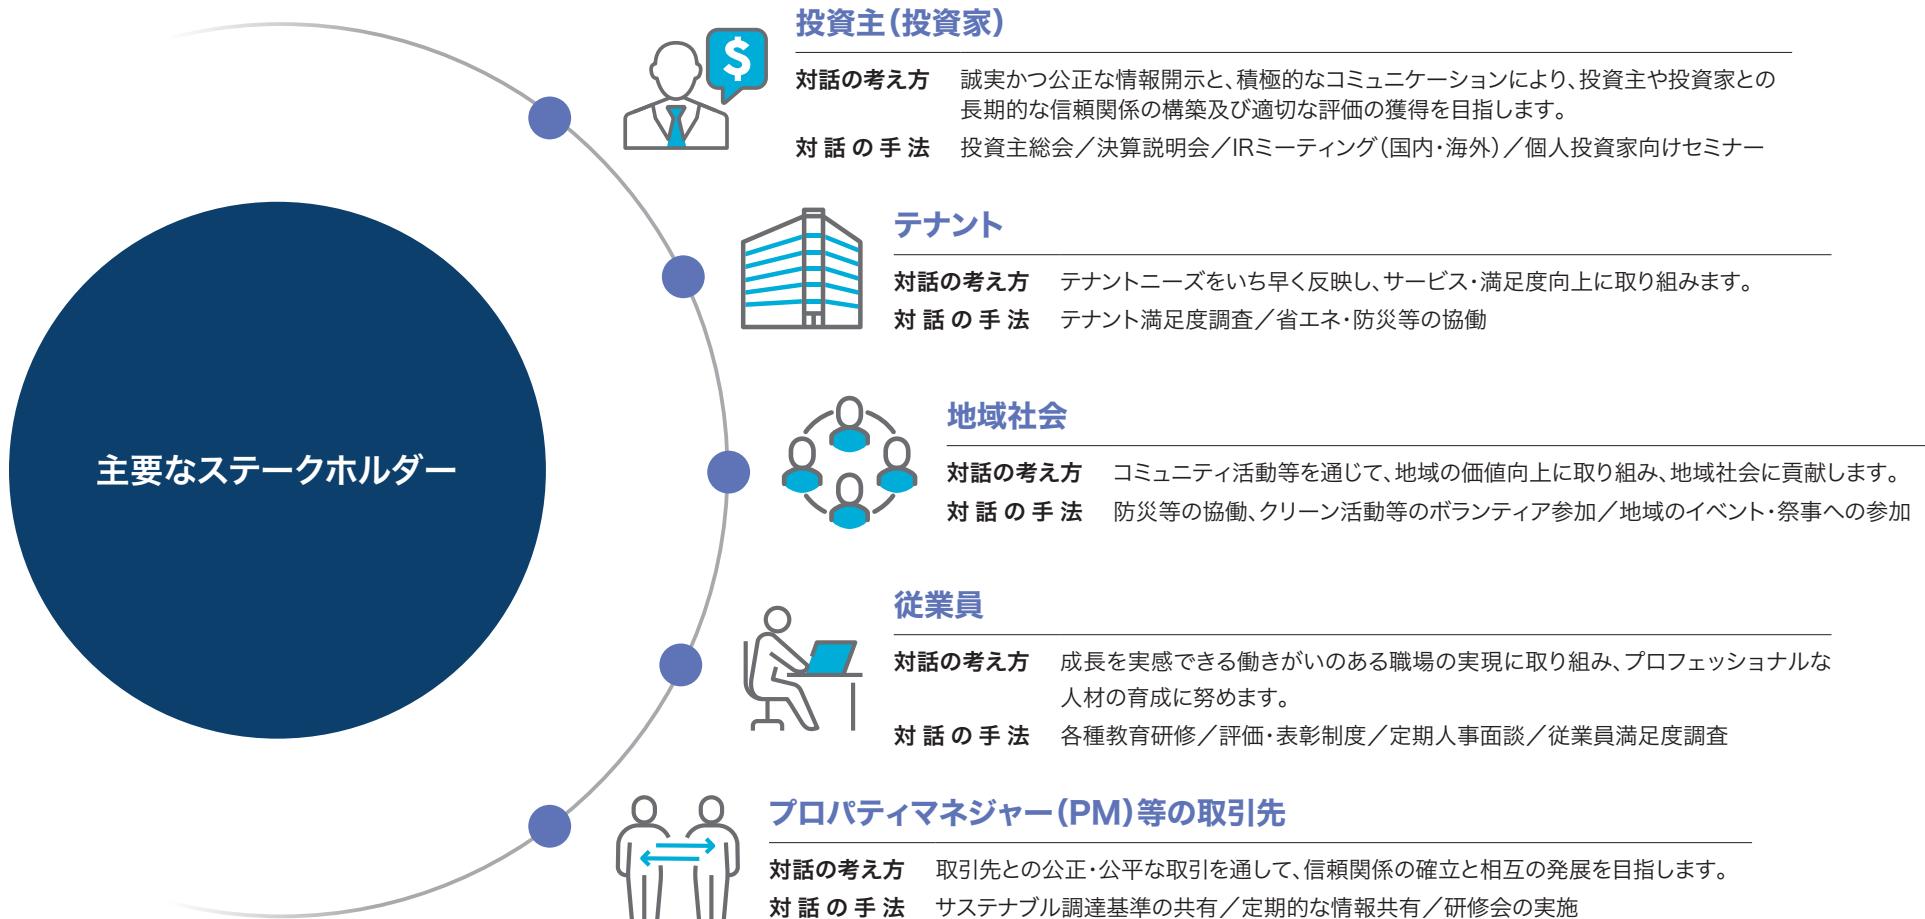 主要なステークホルダー
$
投資主(投資家)
対話の考え方 誠実かつ公正な情報開示と、積極的なコミュニケーションにより、投資主や投資家との
長期的な信頼関係の構築及び適切な評価の獲得を目指します。
対話の手法 投資主総会／決算説明会／IRミーティング(国内・海外)／個人投資家向けセミナー
テナント
対話の考え方 テナントニーズをいち早く反映し、サービス・満足度向上に取り組みます。
対話の手法 テナント満足度調査／省エネ・防災等の協働
地域社会
対話の考え方 コミュニティ活動等を通じて、地域の価値向上に取り組み、地域社会に貢献します。
対話の手法 防災等の協働、クリーン活動等のボランティア参加／地域のイベント・祭事への参加
従業員
対話の考え方 成長を実感できる働きがいのある職場の実現に取り組み、プロフェッショナルな
人材の育成に努めます。
対話の手法 各種教育研修／評価・表彰制度／定期人事面談／従業員満足度調査
プロパティマネジャー(PM)等の取引先
対話の考え方 取引先との公正・公平な取引を通して、信頼関係の確立と相互の発展を目指します。
対話の手法 サステナブル調達基準の共有／定期的な情報共有／研修会の実施